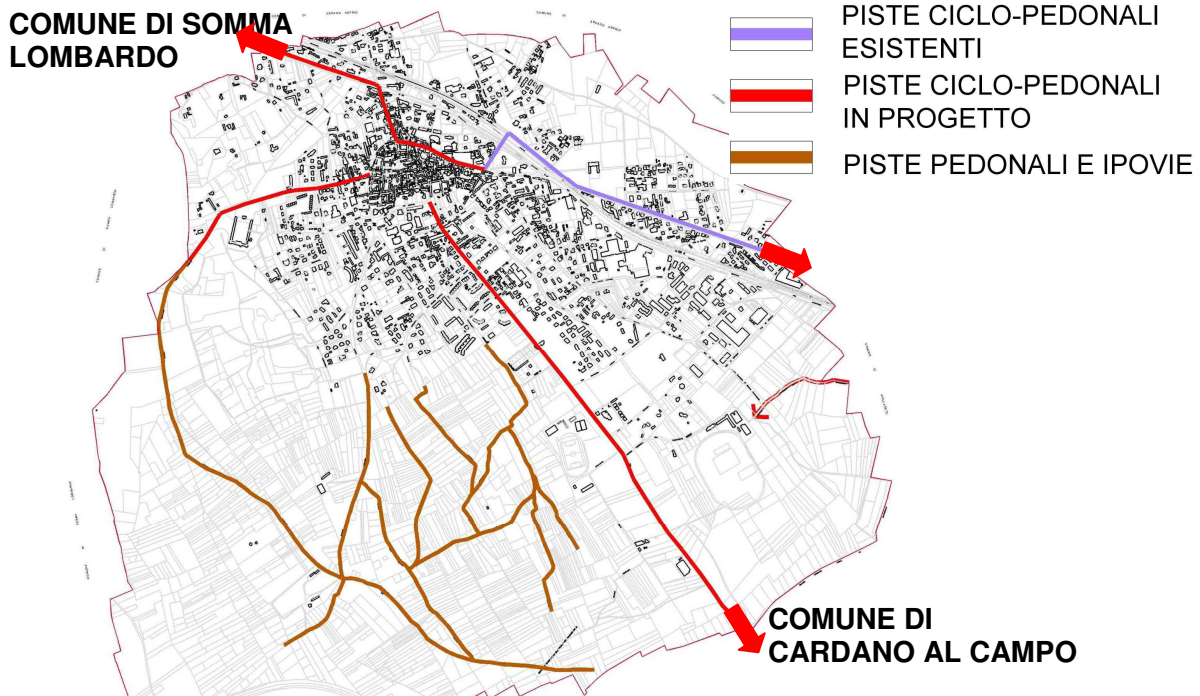 COMUNE DI SOMMA
LOMBARDO
PISTE CICLO-PEDONALI
ESISTENTI
PISTE CICLO-PEDONALI
IN PROGETTO
PISTE PEDONALI E IPOVIE
COMUNE DI
CARDANO AL CAMPO